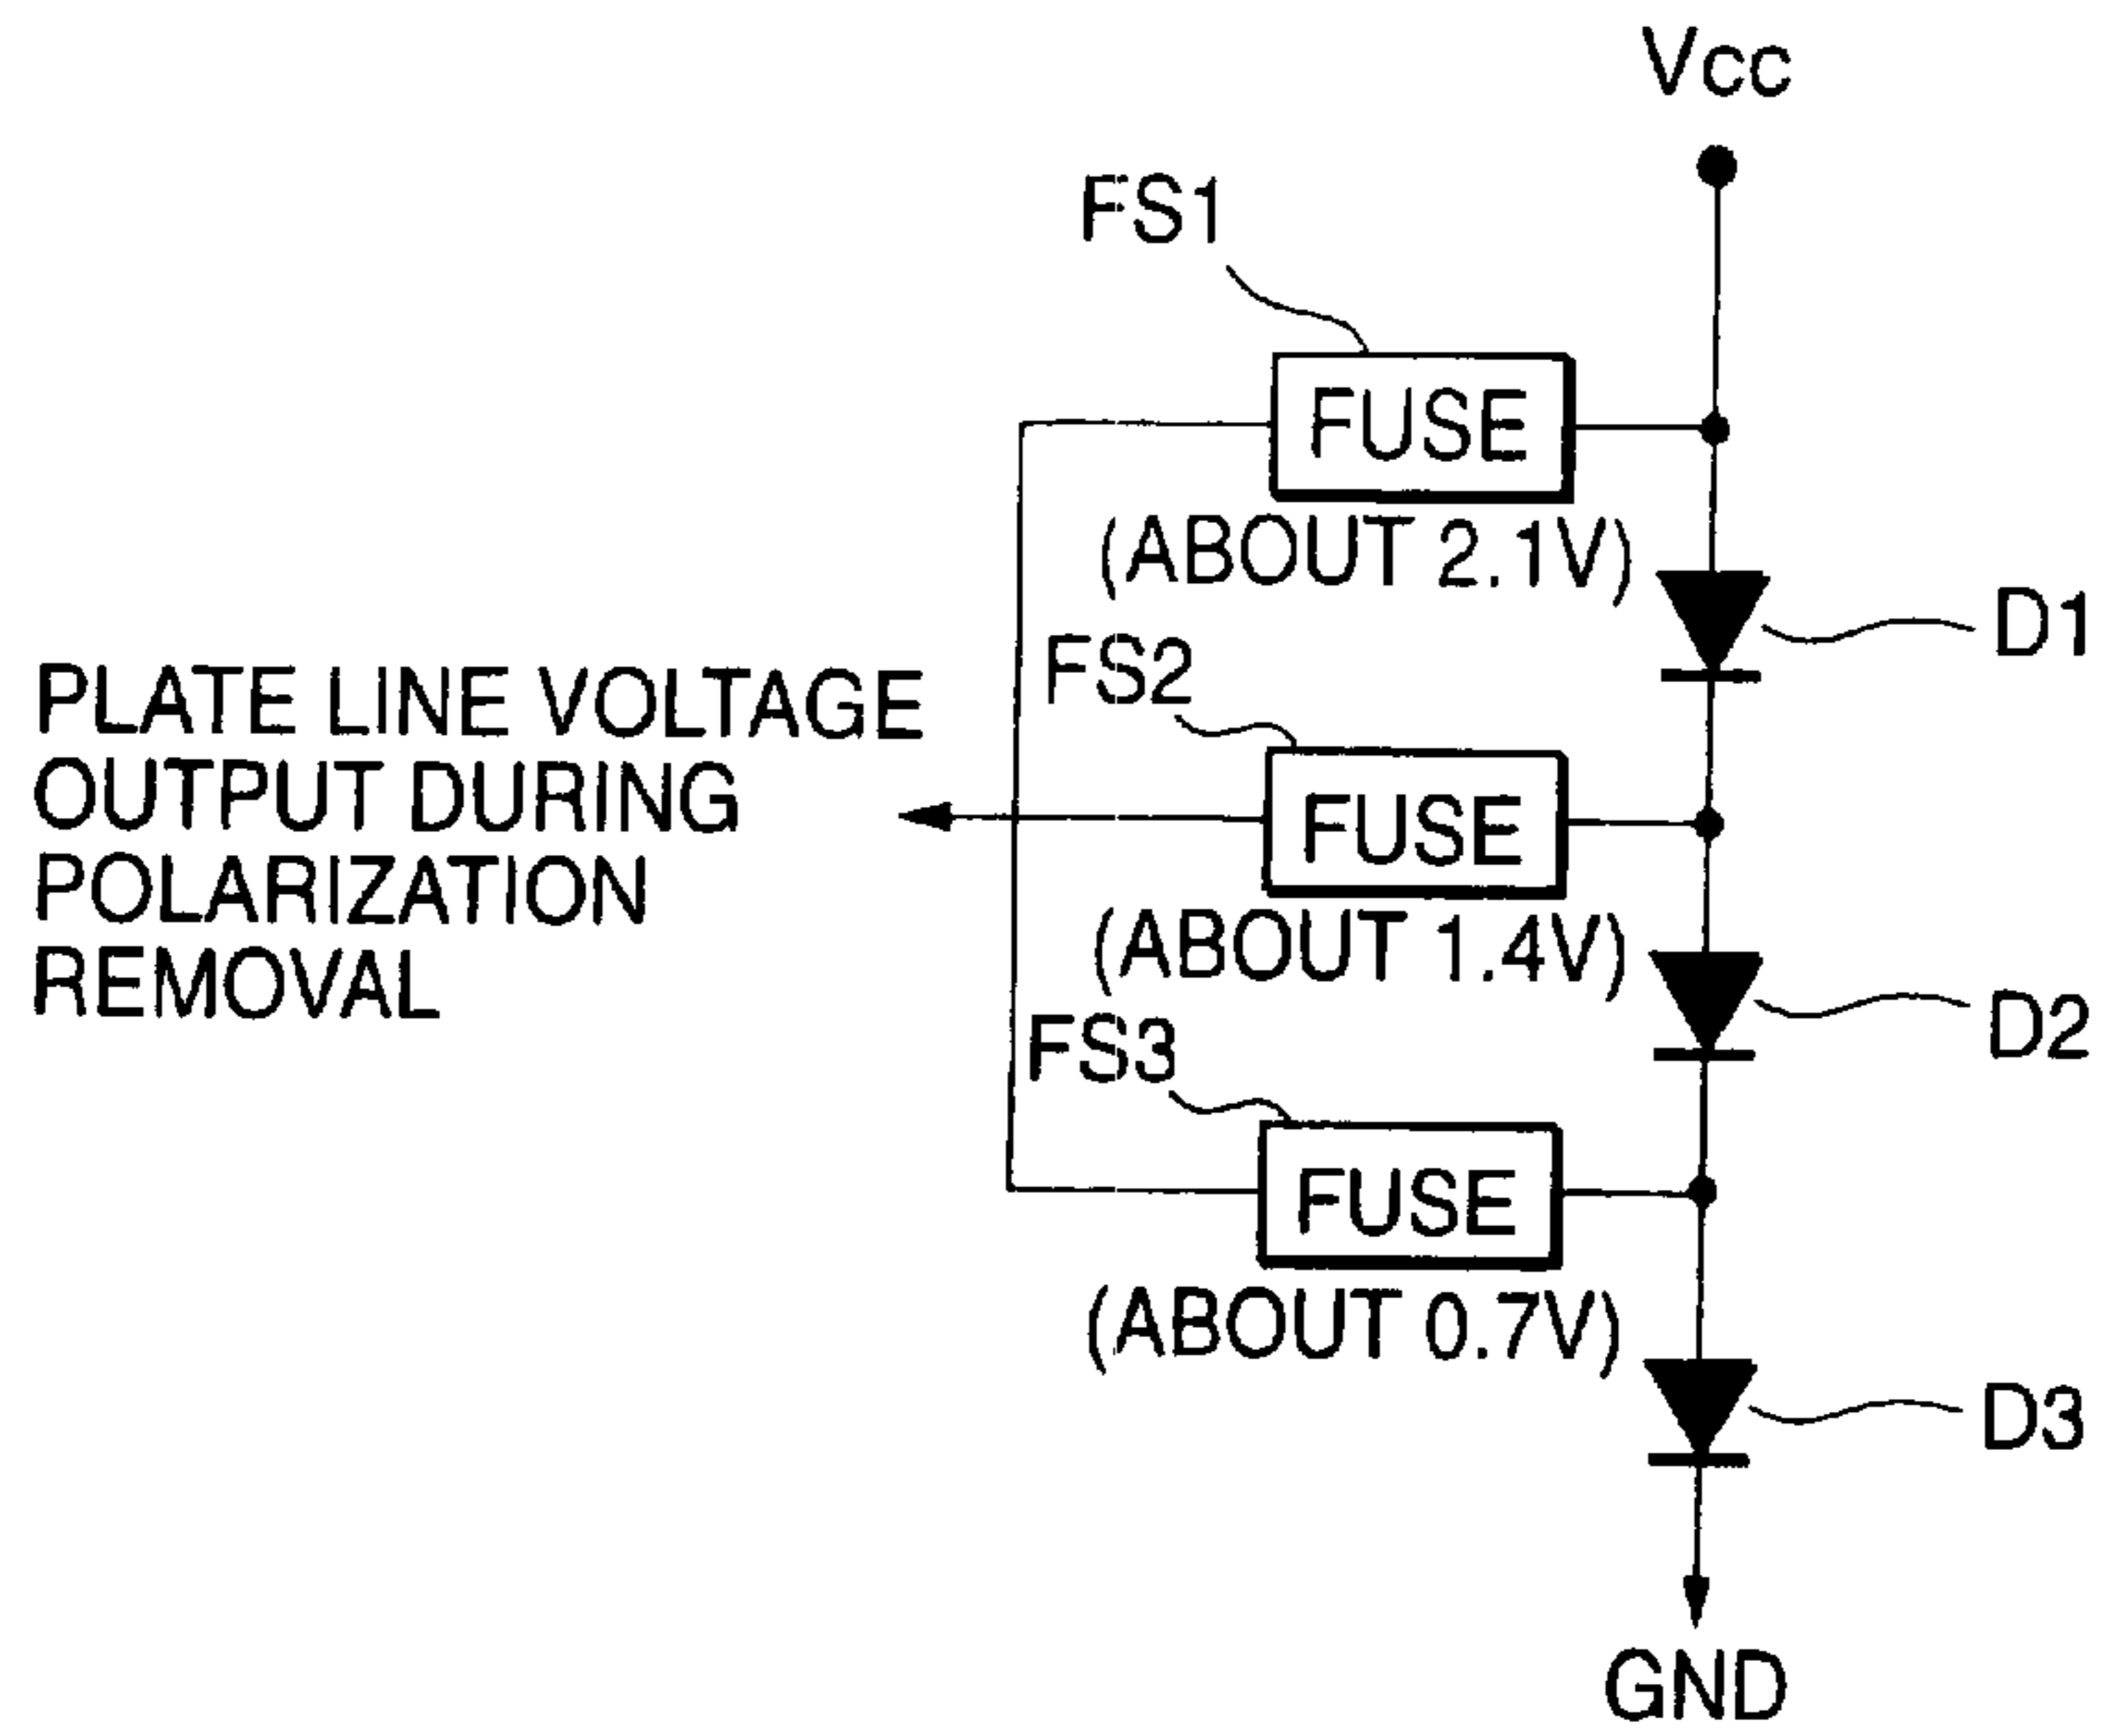 Vcc
FS1
FUSE
(ABOUT 2.1V)
D1
FS2
PLATE LINE VOLTAGE
OUTPUT DURING
POLARIZATION
REMOVAL
FUSE
(ABOUT 1.4V)
D2
FS3
FUSE
(ABOUT 0.7V)
D3
GND